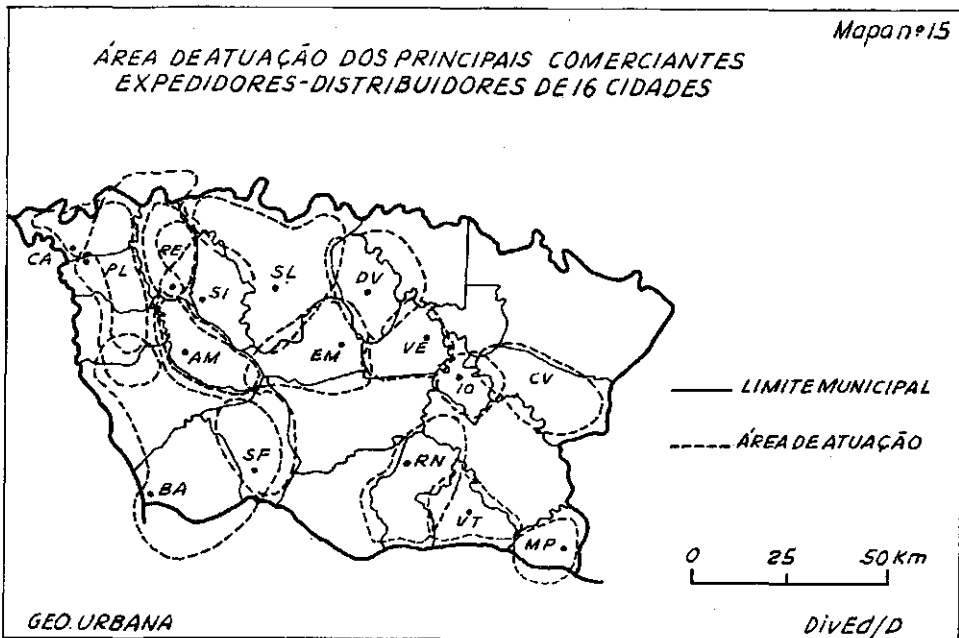 Mapa nº 15
ÁREA DE ATUAÇÃO DOS PRINCIPAIS COMERCIANTES
EXPEDIDORES-DISTRIBUIDORES DE 16 CIDADES
CA
PL
RE
SI
SL
DV
AM
EM
VE
IO
CV
LIMITE MUNICIPAL
ÁREA DE ATUAÇÃO
SF
RN
BA
VT
MP
0 25 50 Km
GEO. URBANA
DivEd/D